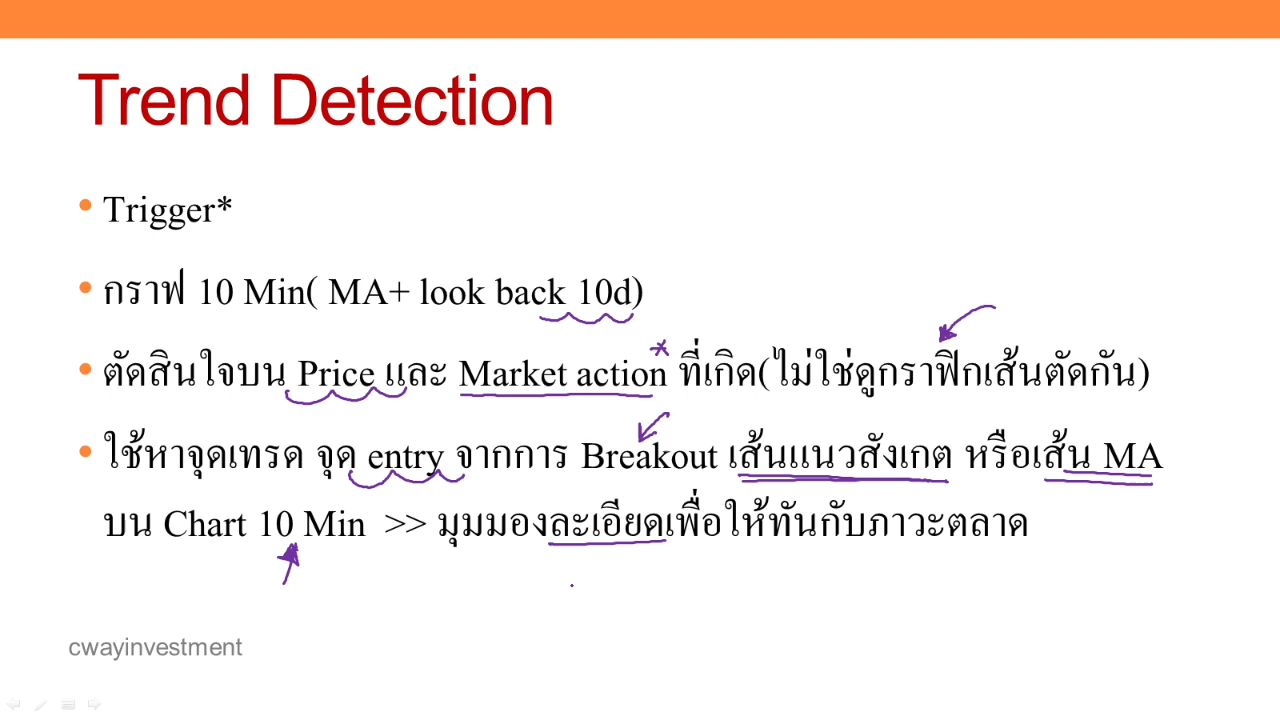 Trend Detection
• Trigger*
• กราฟ 10 Min( MA+ look back 10d)
• ตัดสินใจบน Price และ Market action ที่เกิด(ไม่ใช่ดูกราฟิกเส้นตัดกัน)
• ใช้หาจุดเทรด จุด entry จากการ Breakout เส้นแนวสังเกต หรือเส้น MA
บน Chart 10 Min >> มุมมองละเอียดเพื่อให้ทันกับภาวะตลาด
cwayinvestment